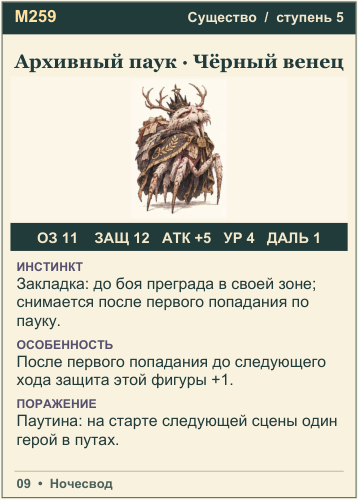 M259
Существо / ступень 5
Архивный паук · Чёрный венец
ОЗ 11 ЗАЩ 12 АТК +5 УР 4 ДАЛЬ 1
ИНСТИНКТ
Закладка: до боя преграда в своей зоне;
снимается после первого попадания по
пауку.
ОСОБЕННОСТЬ
После первого попадания до следующего
хода защита этой фигуры +1.
ПОРАЖЕНИЕ
Паутина: на старте следующей сцены один
герой в путах.
09 • Ночесвод